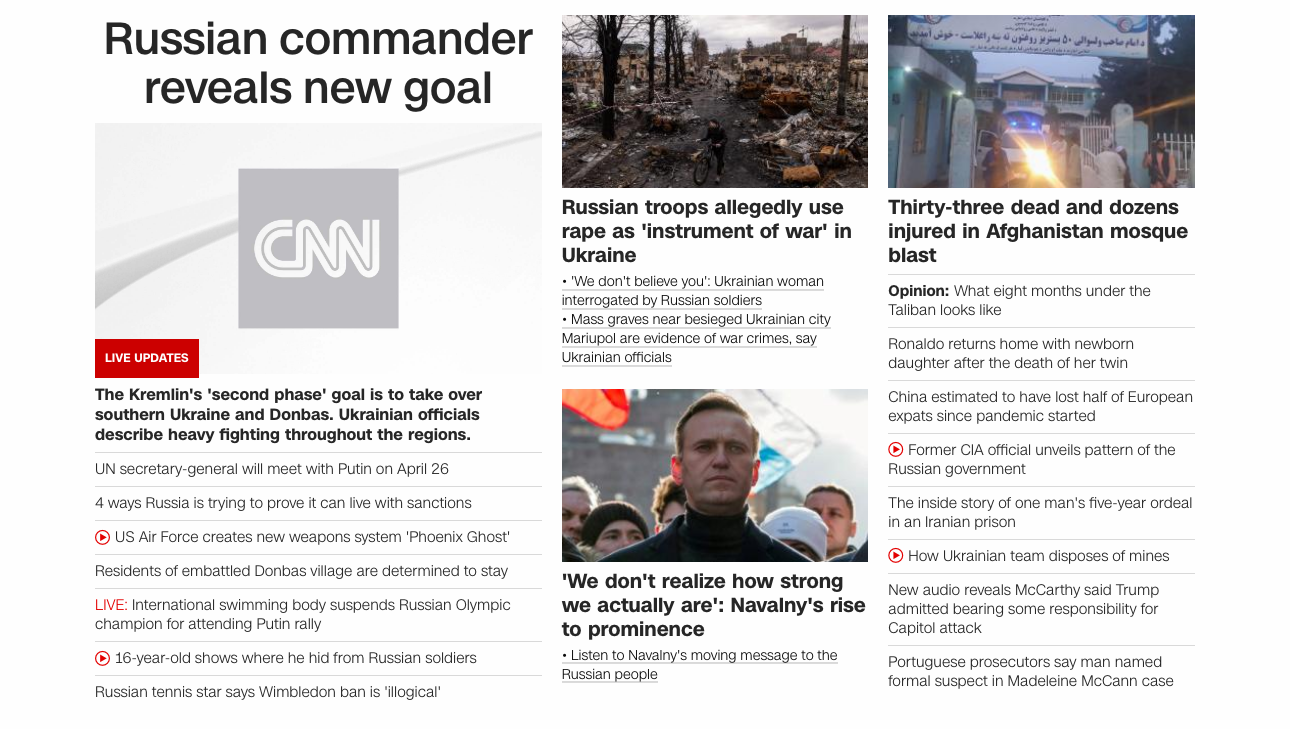 Russian commander
reveals new goal
CNN
LIVE UPDATES
The Kremlin's 'second phase' goal is to take over
southern Ukraine and Donbas. Ukrainian officials
describe heavy fighting throughout the regions.
UN secretary-general will meet with Putin on April 26
4 ways Russia is trying to prove it can live with sanctions
US Air Force creates new weapons system 'Phoenix Ghost'
Residents of embattled Donbas village are determined to stay
LIVE: International swimming body suspends Russian Olympic
champion for attending Putin rally
16-year-old shows where he hid from Russian soldiers
Russian tennis star says Wimbledon ban is 'illogical'
Russian troops allegedly use
rape as 'instrument of war' in
Ukraine
• 'We don't believe you': Ukrainian woman
interrogated by Russian soldiers
• Mass graves near besieged Ukrainian city
Mariupol are evidence of war crimes, say
Ukrainian officials
'We don't realize how strong
we actually are': Navalny's rise
to prominence
• Listen to Navalny's moving message to the
Russian people
د امام صاحب ولسوالی ۵۰ بستریز روغتون ته ښه راغلاست - خوش آمدید
Thirty-three dead and dozens
injured in Afghanistan mosque
blast
Opinion: What eight months under the
Taliban looks like
Ronaldo returns home with newborn
daughter after the death of her twin
China estimated to have lost half of European
expats since pandemic started
Former CIA official unveils pattern of the
Russian government
The inside story of one man's five-year ordeal
in an Iranian prison
How Ukrainian team disposes of mines
New audio reveals McCarthy said Trump
admitted bearing some responsibility for
Capitol attack
Portuguese prosecutors say man named
formal suspect in Madeleine McCann case